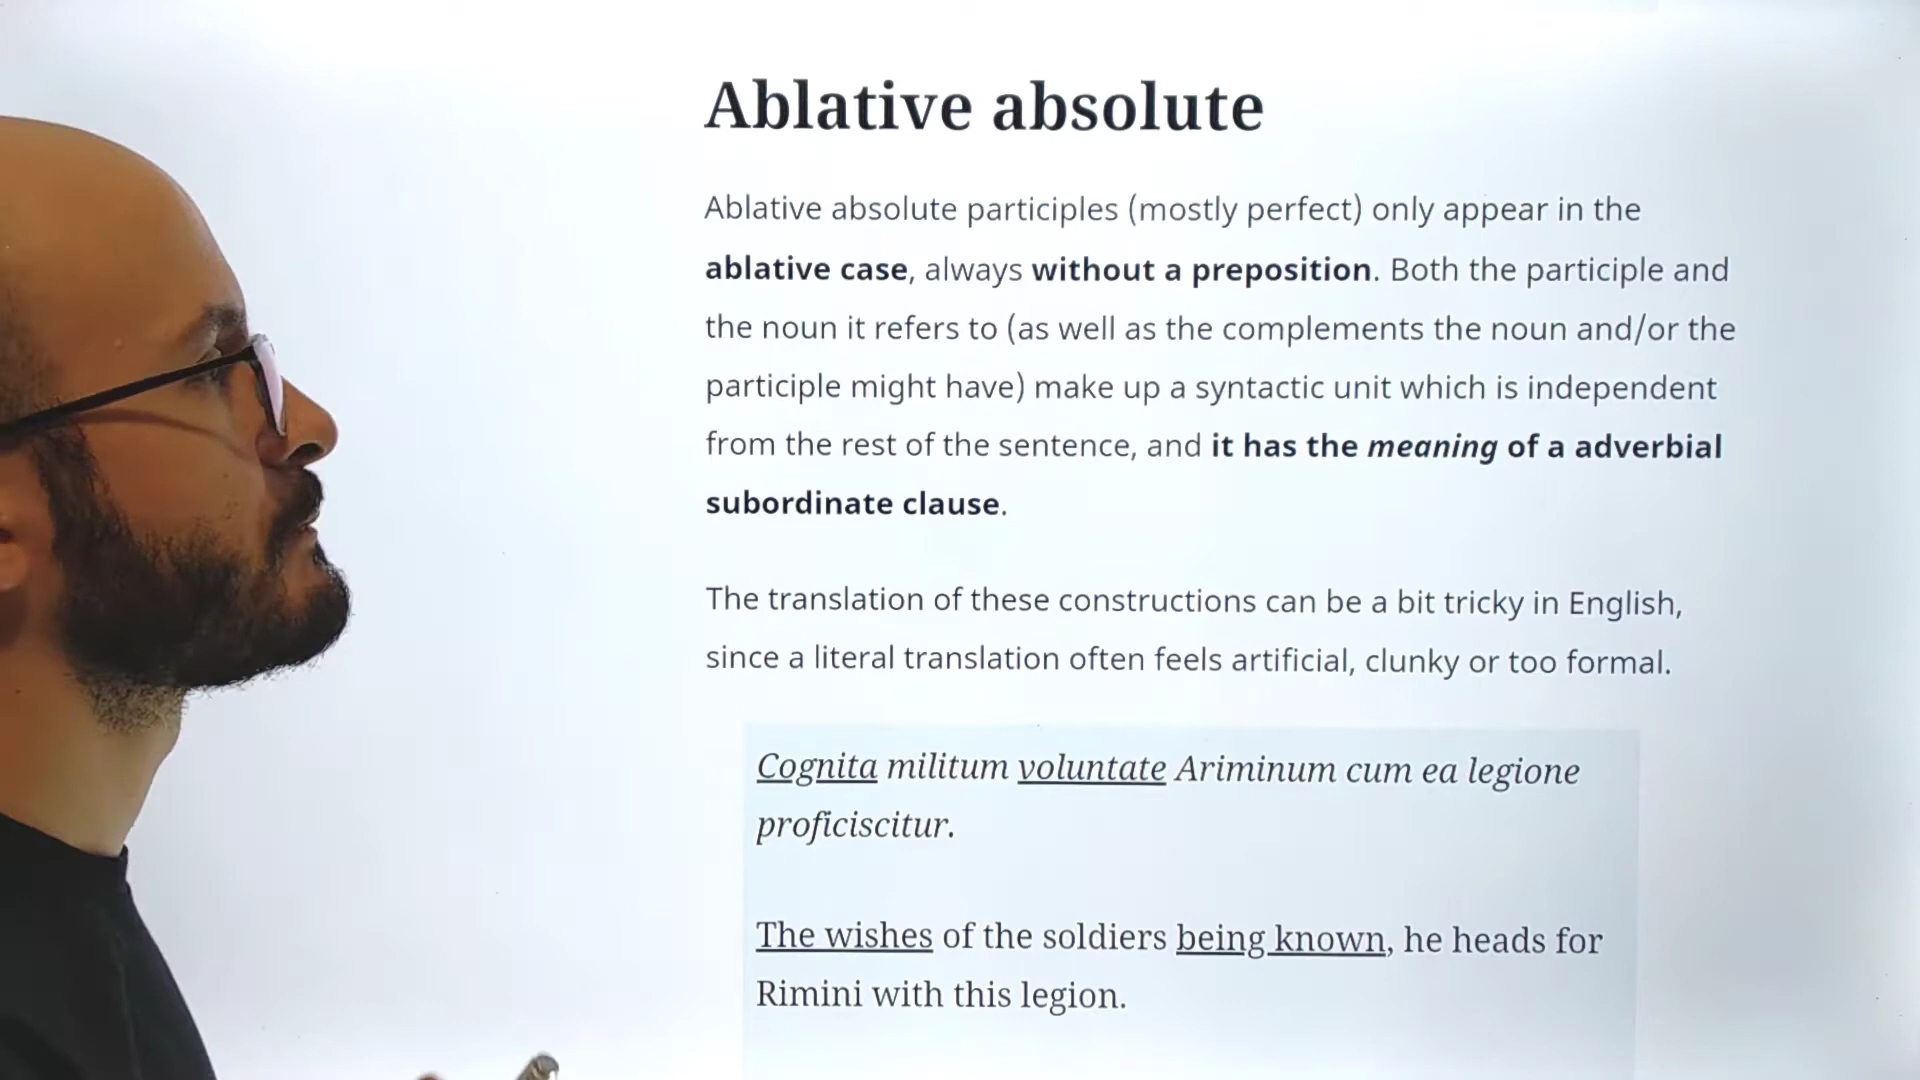 Ablative absolute
Ablative absolute participles (mostly perfect) only appear in the
ablative case, always without a preposition. Both the participle and
the noun it refers to (as well as the complements the noun and/or the
participle might have) make up a syntactic unit which is independent
from the rest of the sentence, and it has the meaning of a adverbial
subordinate clause.
The translation of these constructions can be a bit tricky in English,
since a literal translation often feels artificial, clunky or too formal.
Cognita militum voluntate Ariminum cum ea legione
proficiscitur.
The wishes of the soldiers being known, he heads for
Rimini with this legion.